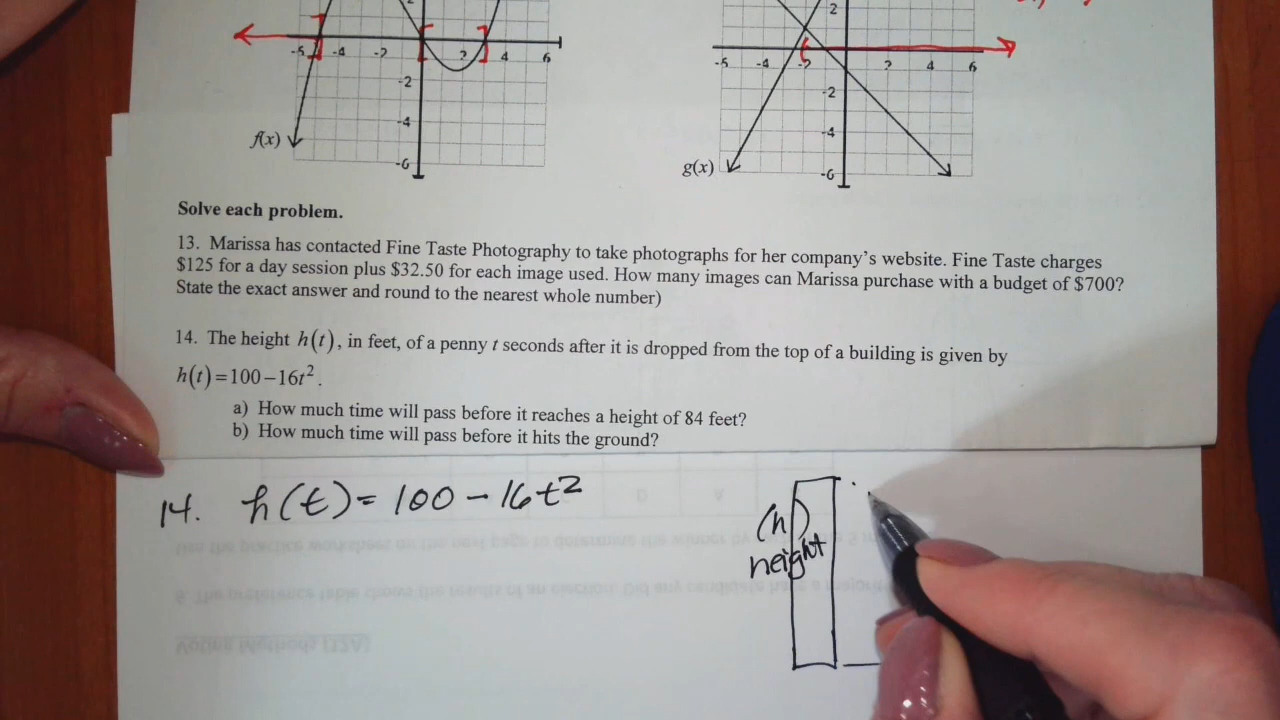 2
2
-5 -4 -2 2 4 6
-5 -4 -2 2 4 6
-2
-2
-4
-4
f(x)
-6
g(x)
-6
Solve each problem.
13. Marissa has contacted Fine Taste Photography to take photographs for her company's website. Fine Taste charges
$125 for a day session plus $32.50 for each image used. How many images can Marissa purchase with a budget of $700?
State the exact answer and round to the nearest whole number)
14. The height h(t), in feet, of a penny t seconds after it is dropped from the top of a building is given by
h(t)=100−16t².
a) How much time will pass before it reaches a height of 84 feet?
b) How much time will pass before it hits the ground?
14. h(t) = 100 − 16t²
(h)
height